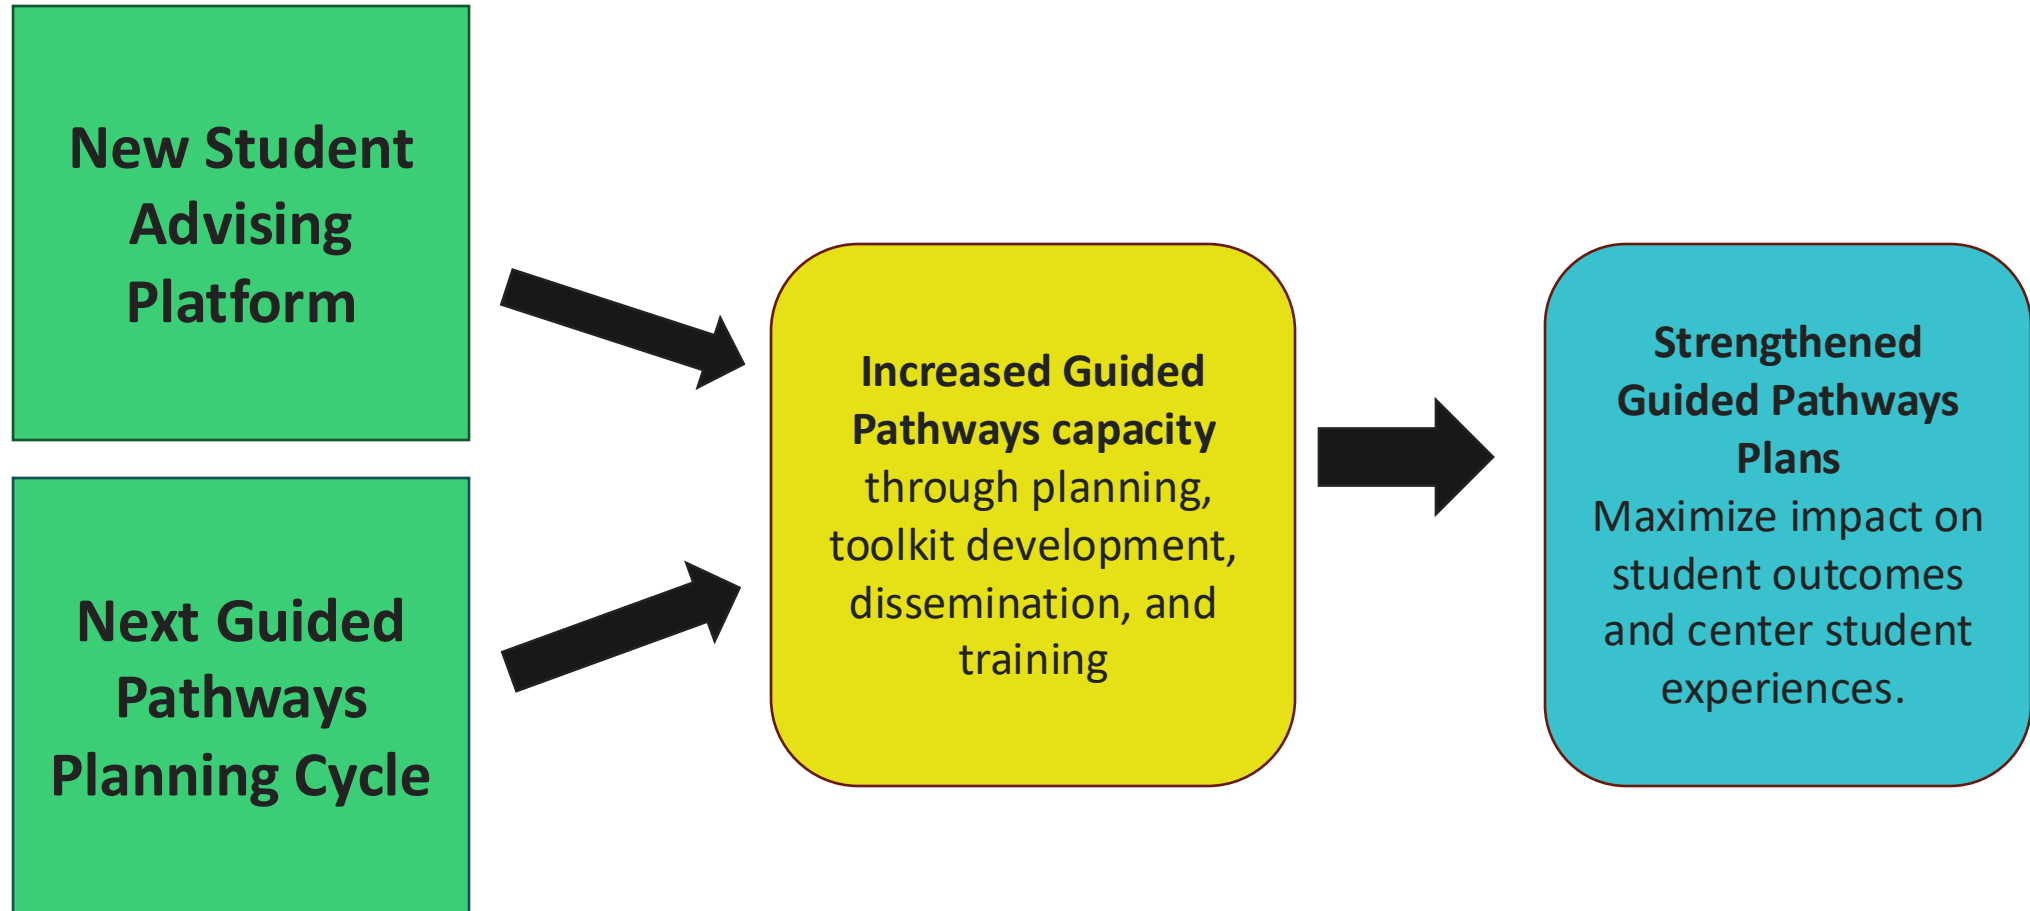 New Student
Advising
Platform
Next Guided
Pathways
Planning Cycle
Increased Guided
Pathways capacity
through planning,
toolkit development,
dissemination, and
training
Strengthened
Guided Pathways
Plans
Maximize impact on
student outcomes
and center student
experiences.